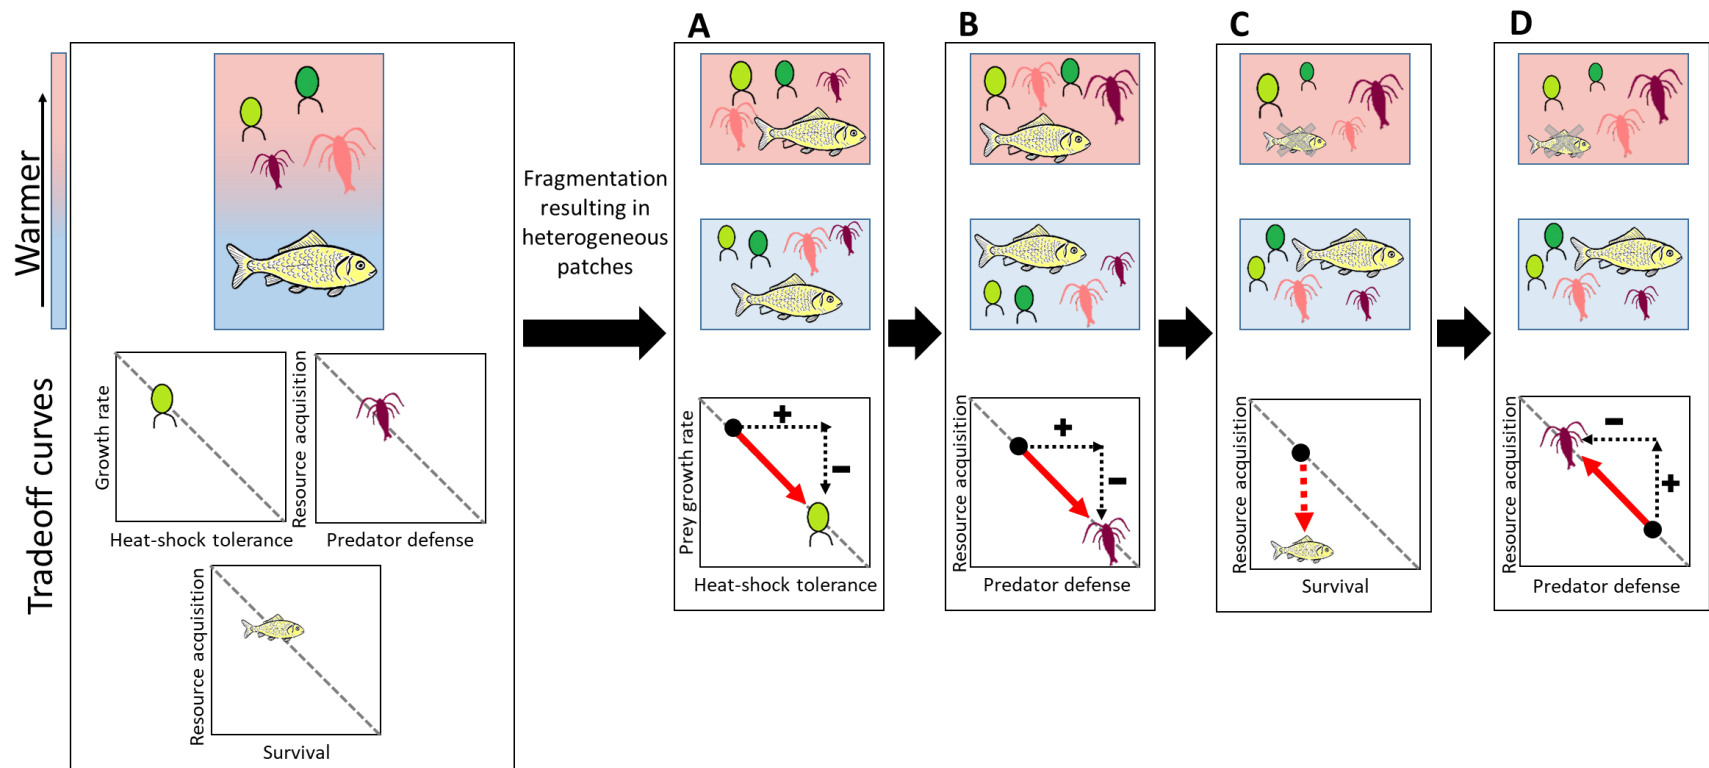 Warmer
Tradeoff curves
Growth rate
Heat-shock tolerance
Resource acquisition
Predator defense
Resource acquisition
Survival
Fragmentation
resulting in
heterogeneous
patches
A
+
−
Prey growth rate
Heat-shock tolerance
B
+
−
Resource acquisition
Predator defense
C
Resource acquisition
Survival
D
−
+
Resource acquisition
Predator defense